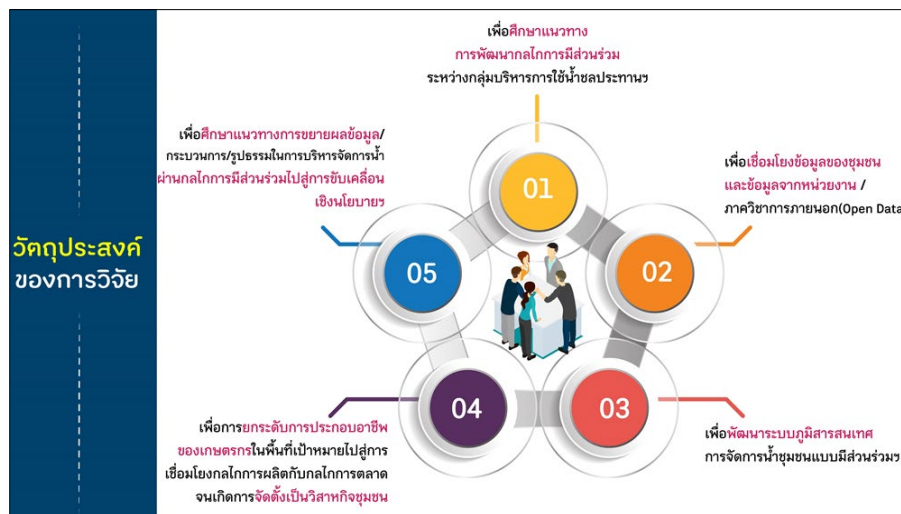 วัตถุประสงค์
ของการวิจัย
เพื่อศึกษาแนวทาง
การพัฒนากลไกการมีส่วนร่วม
ระหว่างกลุ่มบริหารการใช้น้ำชลประทานฯ
01
เพื่อเชื่อมโยงข้อมูลของชุมชน
และข้อมูลจากหน่วยงาน /
ภาควิชาการภายนอก(Open Data
02
เพื่อพัฒนาระบบภูมิสารสนเทศ
การจัดการน้ำชุมชนแบบมีส่วนร่วมฯ
03
เพื่อการยกระดับการประกอบอาชีพ
ของเกษตรกรในพื้นที่เป้าหมายไปสู่การ
เชื่อมโยงกลไกการผลิตกับกลไกการตลาด
จนเกิดการจัดตั้งเป็นวิสาหกิจชุมชน
04
เพื่อศึกษาแนวทางการขยายผลข้อมูล/
กระบวนการ/รูปธรรมในการบริหารจัดการน้ำ
ผ่านกลไกการมีส่วนร่วมไปสู่การขับเคลื่อน
เชิงนโยบายฯ
05